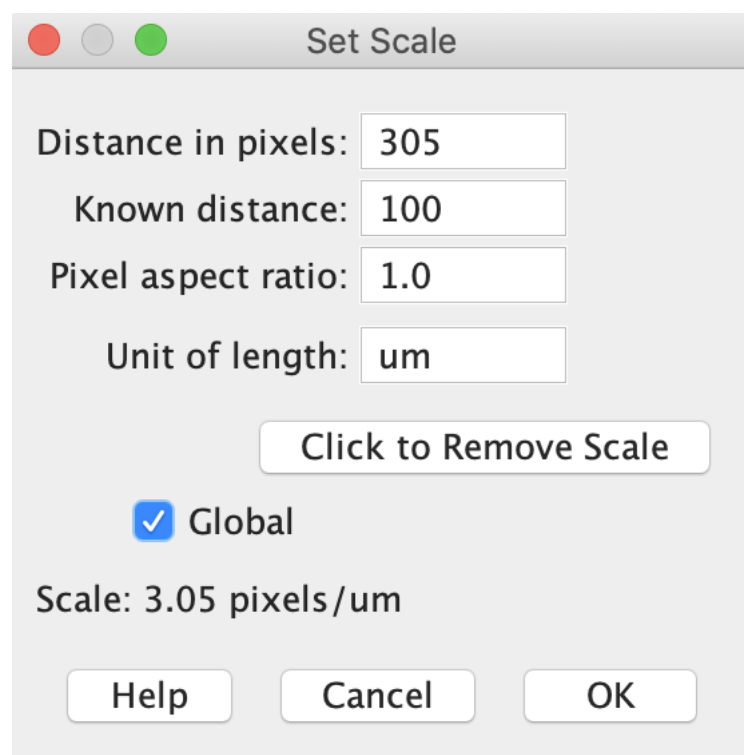 Set Scale
Distance in pixels: 305
Known distance: 100
Pixel aspect ratio: 1.0
Unit of length: um
Click to Remove Scale
Global
Scale: 3.05 pixels/um
Help Cancel OK